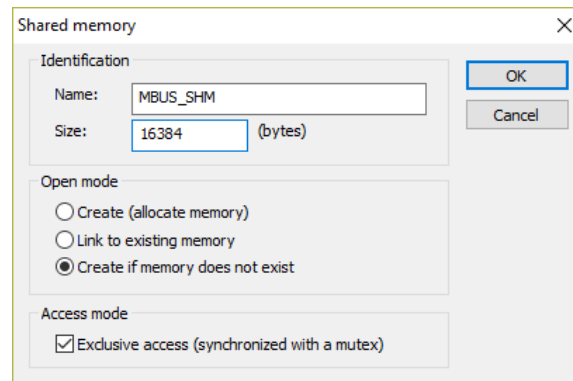 Shared memory
Identification
OK
Name: MBUS_SHM
Cancel
Size: 16384 (bytes)
Open mode
Create (allocate memory)
Link to existing memory
Create if memory does not exist
Access mode
Exclusive access (synchronized with a mutex)